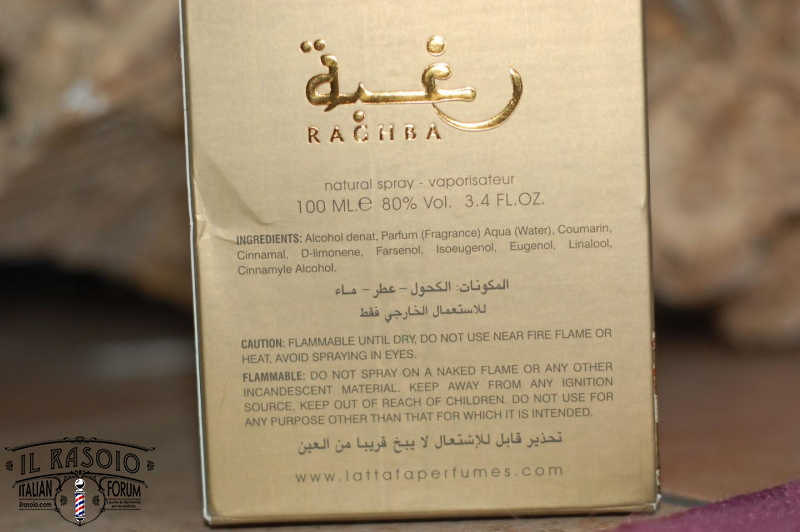 رغبة
RAGHBA
natural spray - vaporisateur
100 ML.e 80% Vol. 3.4 FL.OZ.
INGREDIENTS: Alcohol denat, Parfum (Fragrance) Aqua (Water), Coumarin,
Cinnamal, D-limonene, Farsenol, Isoeugenol, Eugenol, Linalool,
Cinnamyle Alcohol.
المكونات: الكحول - عطر - ماء
للاستعمال الخارجي فقط
CAUTION: FLAMMABLE UNTIL DRY, DO NOT USE NEAR FIRE FLAME OR
HEAT, AVOID SPRAYING IN EYES.
FLAMMABLE: DO NOT SPRAY ON A NAKED FLAME OR ANY OTHER
INCANDESCENT MATERIAL. KEEP AWAY FROM ANY IGNITION
SOURCE, KEEP OUT OF REACH OF CHILDREN. DO NOT USE FOR
ANY PURPOSE OTHER THAN THAT FOR WHICH IT IS INTENDED.
تحذير قابل للإشتعال لا يبخ قريبا من العين
www.lattafaperfumes.com
IL RASOIO
ITALIAN FORUM
ilrasoio.com